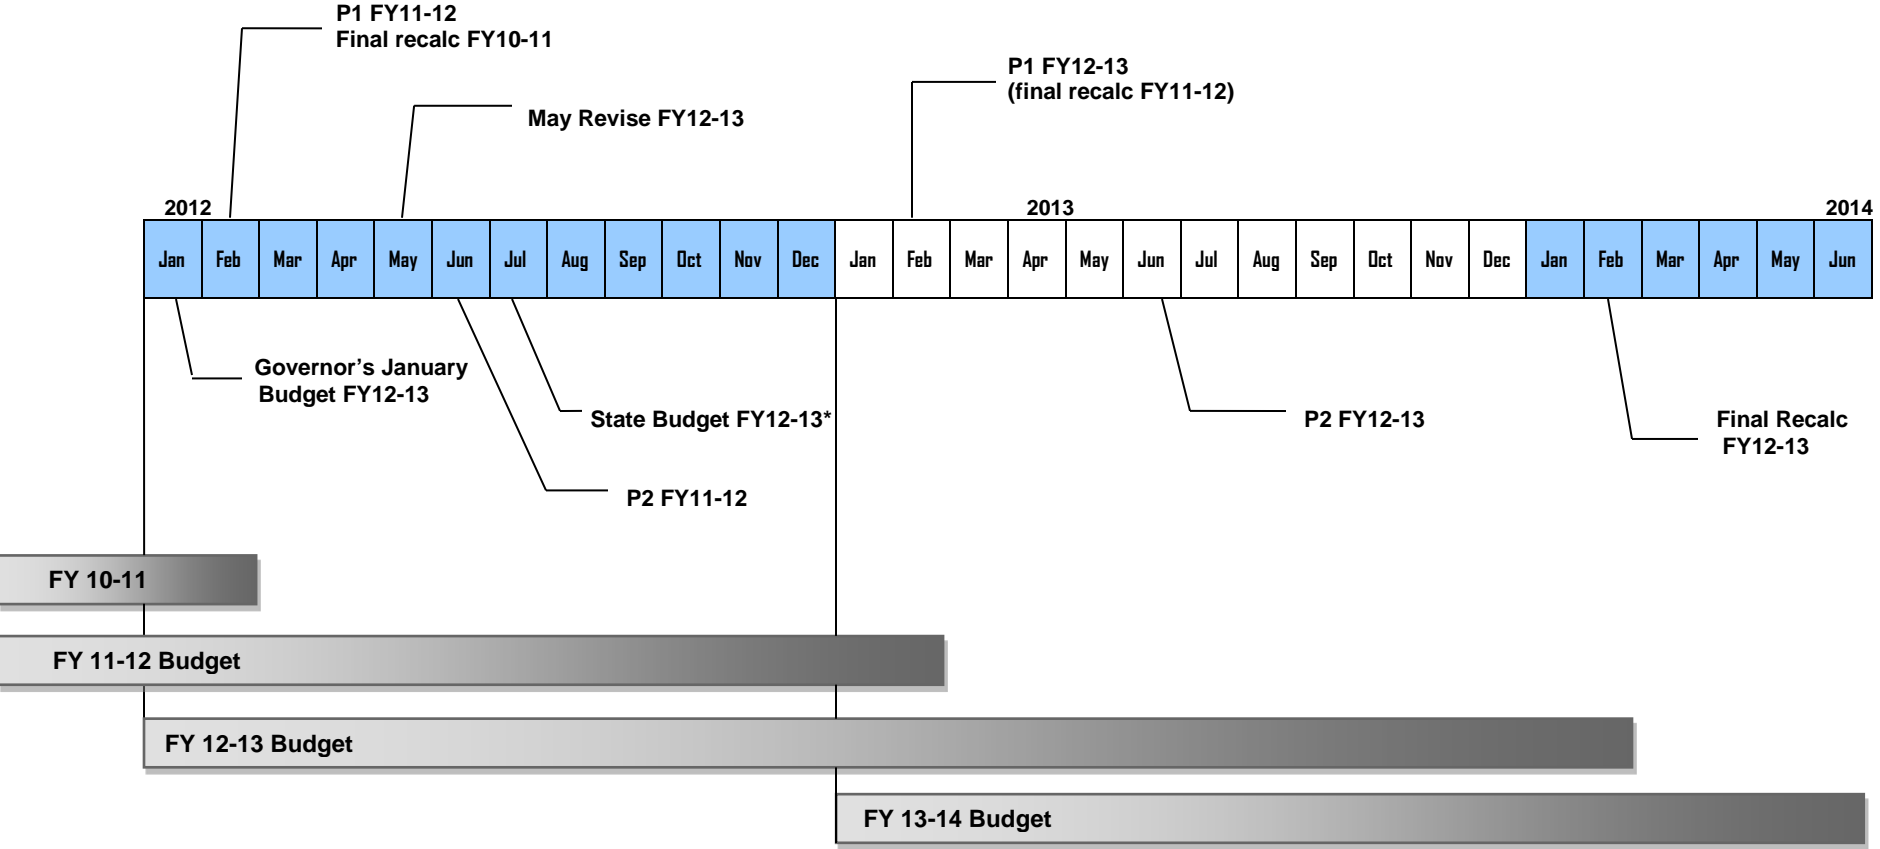 P1 FY11-12
Final recalc FY10-11
P1 FY12-13
(final recalc FY11-12)
May Revise FY12-13
2012 2013 2014
Jan Feb Mar Apr May Jun Jul Aug Sep Oct Nov Dec Jan Feb Mar Apr May Jun Jul Aug Sep Oct Nov Dec Jan Feb Mar Apr May Jun
Governor’s January
Budget FY12-13
State Budget FY12-13*
P2 FY12-13
Final Recalc
FY12-13
P2 FY11-12
FY 10-11
FY 11-12 Budget
FY 12-13 Budget
FY 13-14 Budget